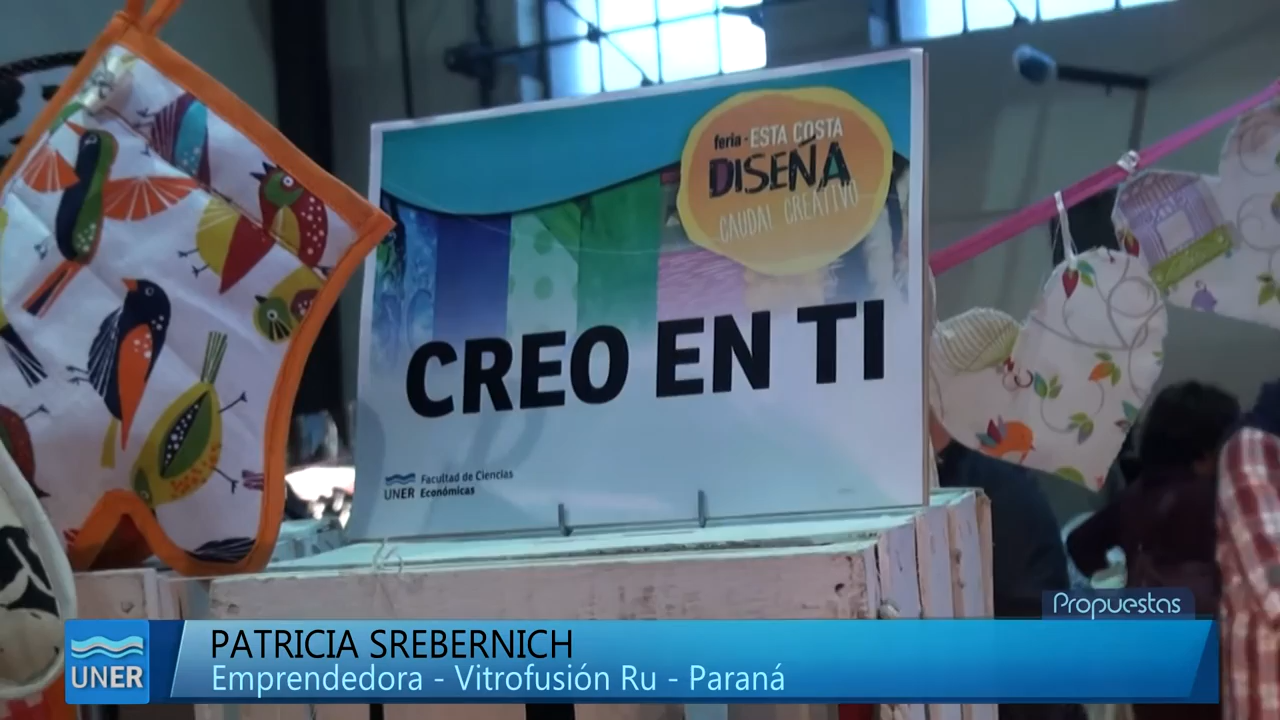 feria - ESTA COSTA
DISEÑA
CAUDAL CREATIVO
CREO EN TI
UNER
Facultad de Ciencias
Económicas
Propuestas
UNER
PATRICIA SREBERNICH
Emprendedora - Vitrofusión Ru - Paraná